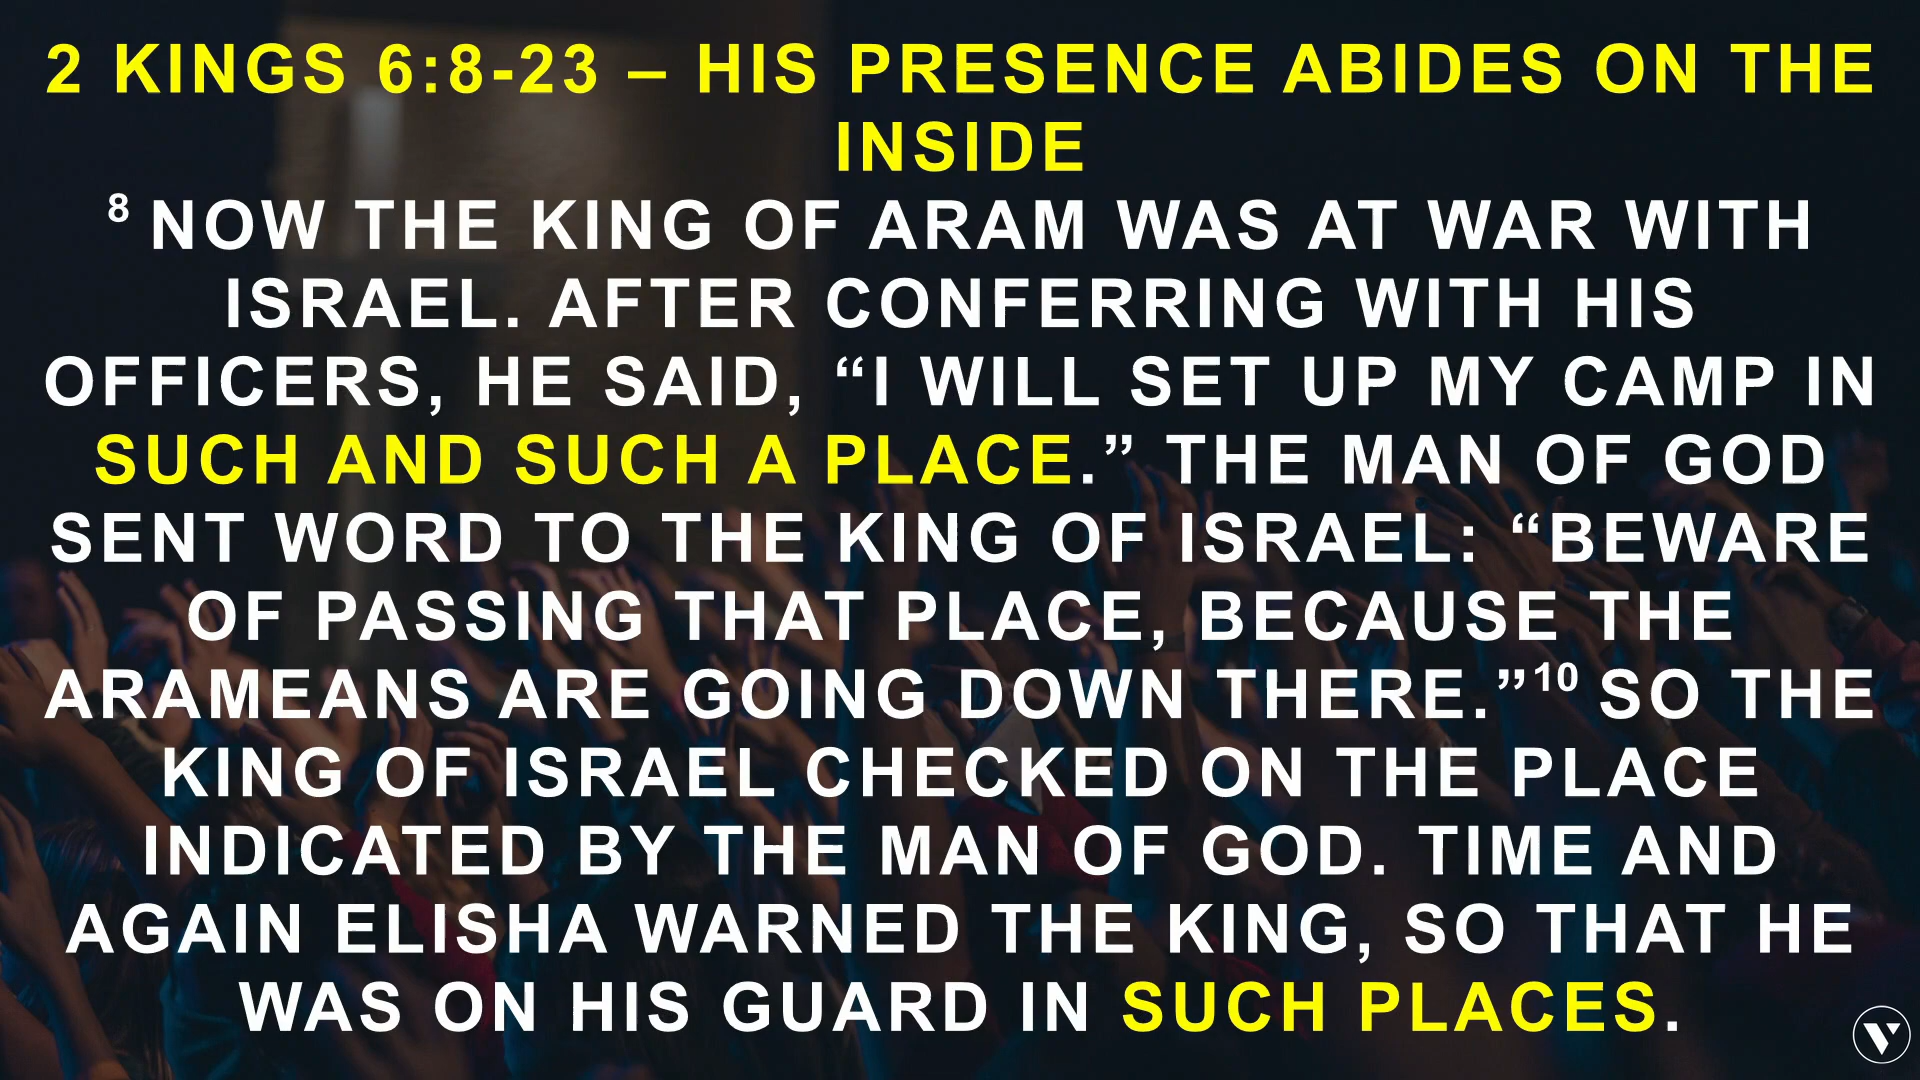 2 KINGS 6:8-23 – HIS PRESENCE ABIDES ON THE
INSIDE
8 NOW THE KING OF ARAM WAS AT WAR WITH
ISRAEL. AFTER CONFERRING WITH HIS
OFFICERS, HE SAID, “I WILL SET UP MY CAMP IN
SUCH AND SUCH A PLACE.” THE MAN OF GOD
SENT WORD TO THE KING OF ISRAEL: “BEWARE
OF PASSING THAT PLACE, BECAUSE THE
ARAMEANS ARE GOING DOWN THERE.”10 SO THE
KING OF ISRAEL CHECKED ON THE PLACE
INDICATED BY THE MAN OF GOD. TIME AND
AGAIN ELISHA WARNED THE KING, SO THAT HE
WAS ON HIS GUARD IN SUCH PLACES.